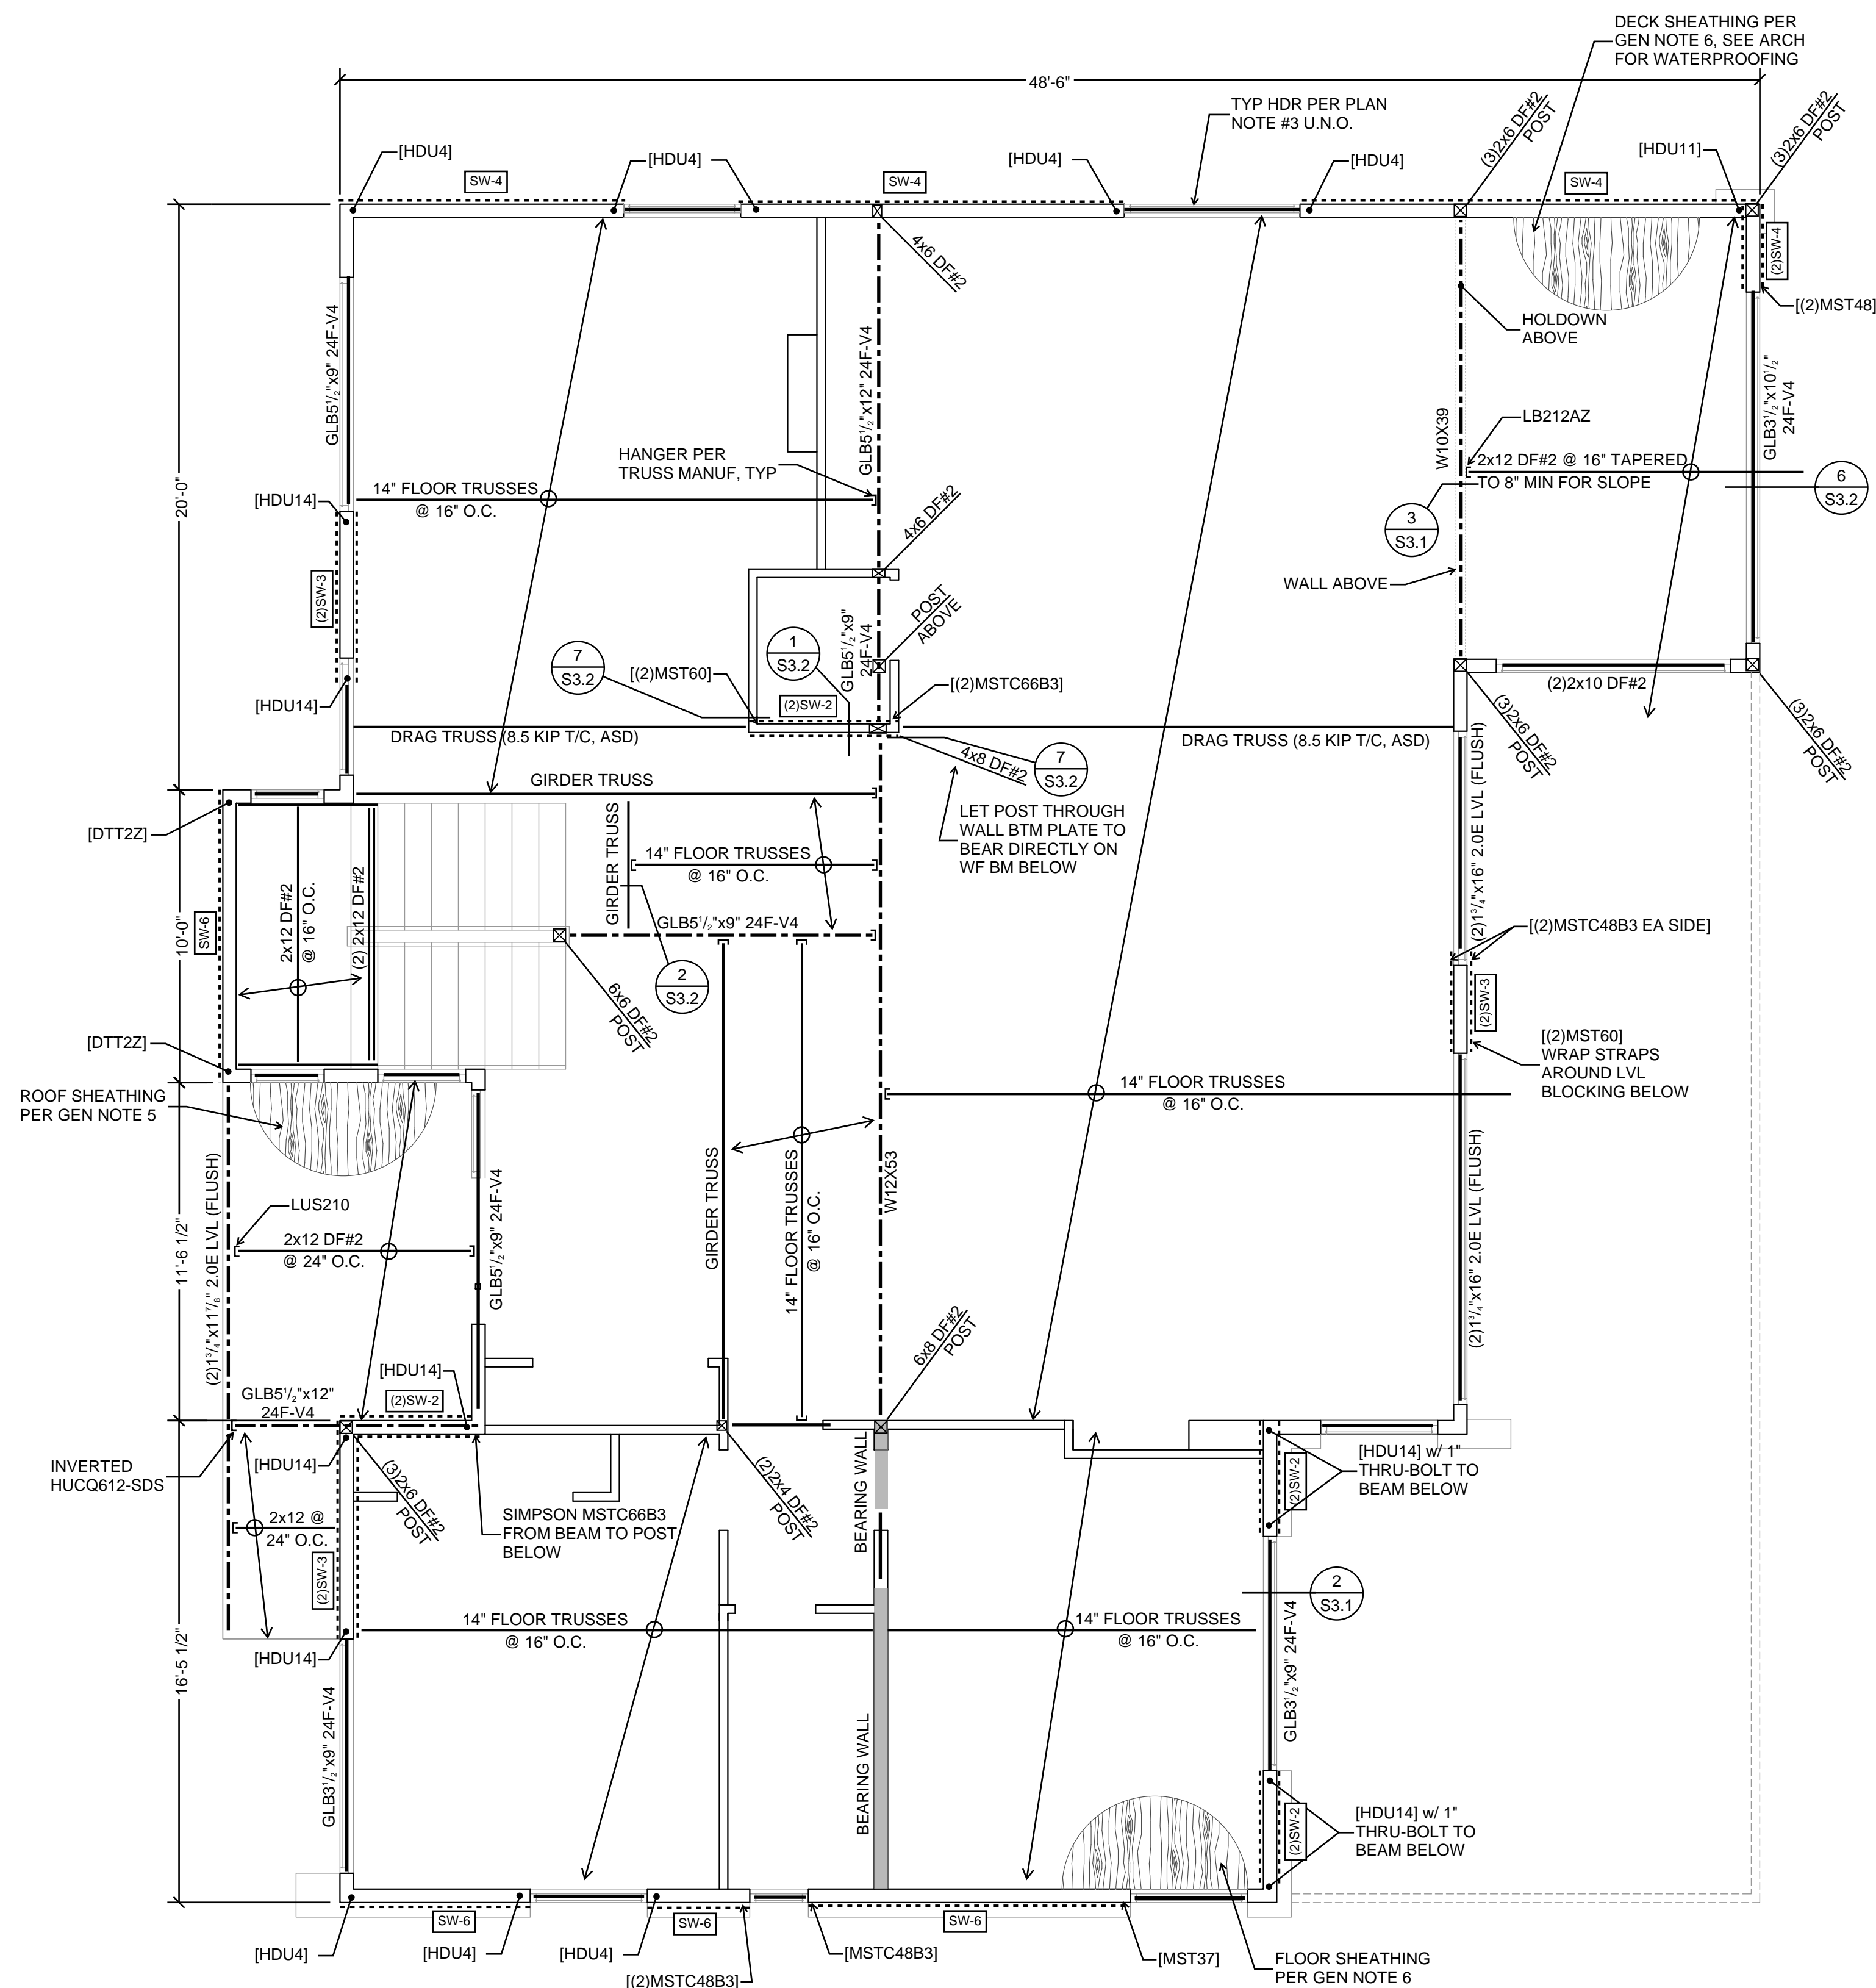 DECK SHEATHING PER
GEN NOTE 6, SEE ARCH
FOR WATERPROOFING
48'-6"
TYP HDR PER PLAN
NOTE #3 U.N.O.
(3)2x6 DF#2
POST
(3)2x6 DF#2
POST
[HDU4]
[HDU4]
[HDU4]
[HDU4]
[HDU11]
SW-4
SW-4
SW-4
(2)SW-4
4x6 DF#2
[(2)MST48]
HOLDOWN
ABOVE
GLB5 1/2"x9" 24F-V4
GLB5 1/2"x12" 24F-V4
GLB3 1/2"x10 1/2"
24F-V4
W10X39
LB212AZ
2x12 DF#2 @ 16" TAPERED
TO 8" MIN FOR SLOPE
6
S3.2
3
S3.1
HANGER PER
TRUSS MANUF, TYP
14" FLOOR TRUSSES
@ 16" O.C.
20'-0"
[HDU14]
4x6 DF#2
(2)SW-3
WALL ABOVE
POST
ABOVE
1
S3.2
GLB5 1/2"x9"
24F-V4
7
S3.2
[(2)MST60]
[(2)MSTC66B3]
(2)SW-2
(2)2x10 DF#2
[HDU14]
(3)2x6 DF#2
POST
(3)2x6 DF#2
POST
DRAG TRUSS (8.5 KIP T/C, ASD)
DRAG TRUSS (8.5 KIP T/C, ASD)
4x8 DF#2
7
S3.2
GIRDER TRUSS
LET POST THROUGH
WALL BTM PLATE TO
BEAR DIRECTLY ON
WF BM BELOW
(2)1 3/4"x16" 2.0E LVL (FLUSH)
[DTT2Z]
GIRDER TRUSS
14" FLOOR TRUSSES
@ 16" O.C.
2x12 DF#2
@ 16" O.C.
(2) 2x12 DF#2
10'-0"
SW-6
GLB5 1/2"x9" 24F-V4
[(2)MSTC48B3 EA SIDE]
2
S3.2
6x6 DF#2
POST
(2)SW-3
[DTT2Z]
[(2)MST60]
WRAP STRAPS
AROUND LVL
BLOCKING BELOW
ROOF SHEATHING
PER GEN NOTE 5
14" FLOOR TRUSSES
@ 16" O.C.
GIRDER TRUSS
14" FLOOR TRUSSES
@ 16" O.C.
W12X53
GLB5 1/2"x9" 24F-V4
(2)1 3/4"x11 7/8" 2.0E LVL (FLUSH)
(2)1 3/4"x16" 2.0E LVL (FLUSH)
LUS210
2x12 DF#2
@ 24" O.C.
11'-6 1/2"
6x8 DF#2
POST
[HDU14]
GLB5 1/2"x12"
24F-V4
(2)SW-2
INVERTED
HUCQ612-SDS
[HDU14]
(3)2x6 DF#2
POST
SIMPSON MSTC66B3
FROM BEAM TO POST
BELOW
(2)2x4 DF#2
POST
BEARING WALL
(2)SW-2
[HDU14] w/ 1"
THRU-BOLT TO
BEAM BELOW
2x12 @
24" O.C.
(2)SW-3
2
S3.1
14" FLOOR TRUSSES
@ 16" O.C.
14" FLOOR TRUSSES
@ 16" O.C.
[HDU14]
16'-5 1/2"
GLB3 1/2"x9" 24F-V4
BEARING WALL
GLB3 1/2"x9" 24F-V4
(2)SW-2
[HDU14] w/ 1"
THRU-BOLT TO
BEAM BELOW
SW-6
SW-6
SW-6
[HDU4]
[HDU4]
[HDU4]
[MSTC48B3]
[MST37]
[(2)MSTC48B3]
FLOOR SHEATHING
PER GEN NOTE 6